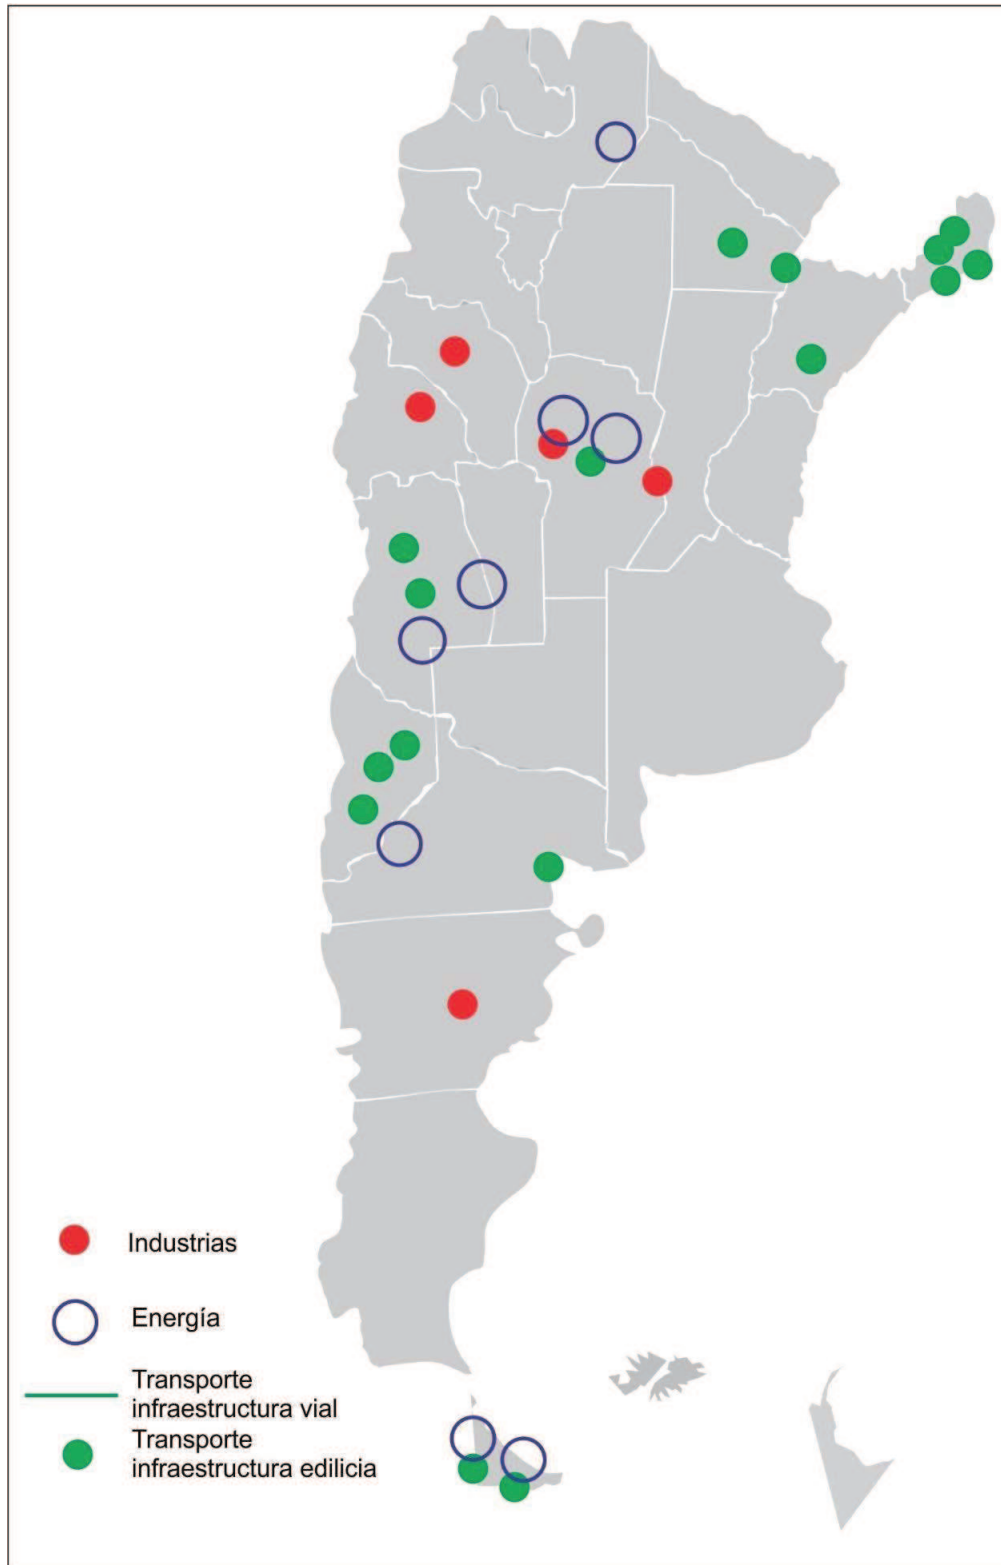 Industrias
Energía
Transporte
infraestructura vial
Transporte
infraestructura edilicia